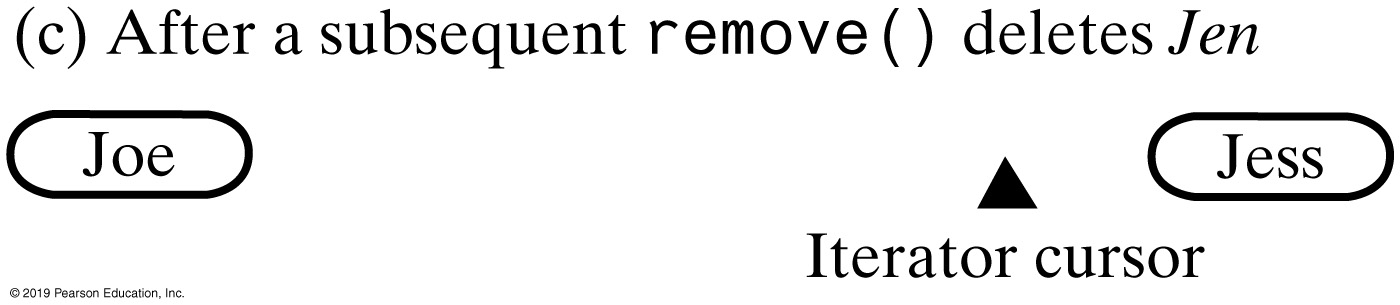 (c) After a subsequent remove() deletes Jen
Joe
Jess
Iterator cursor
© 2019 Pearson Education, Inc.